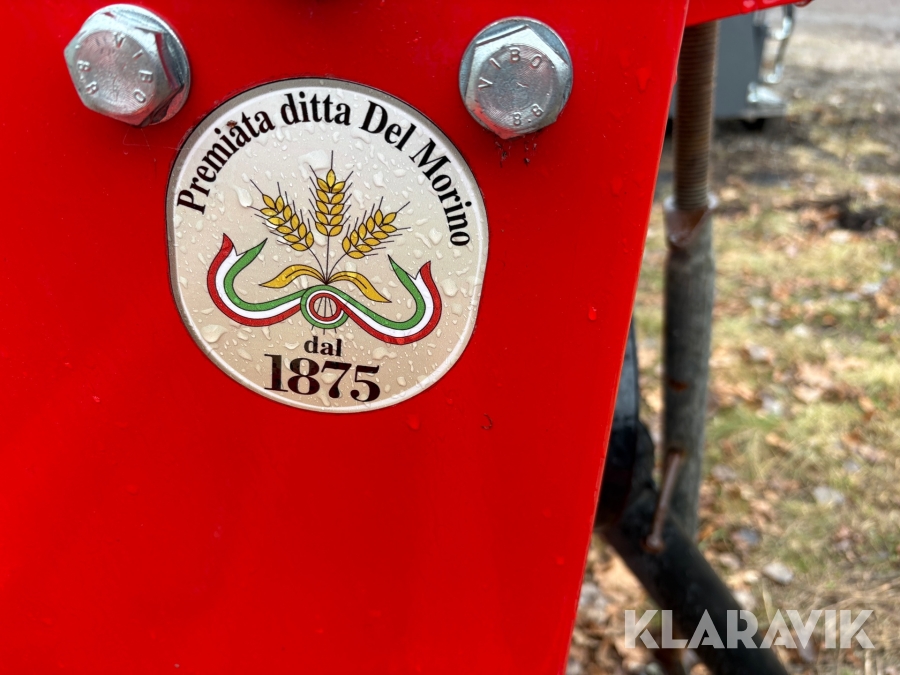 VIBO
8.8
VIBO
8.8
Premiata ditta Del Morino
dal
1875
KLARAVIK